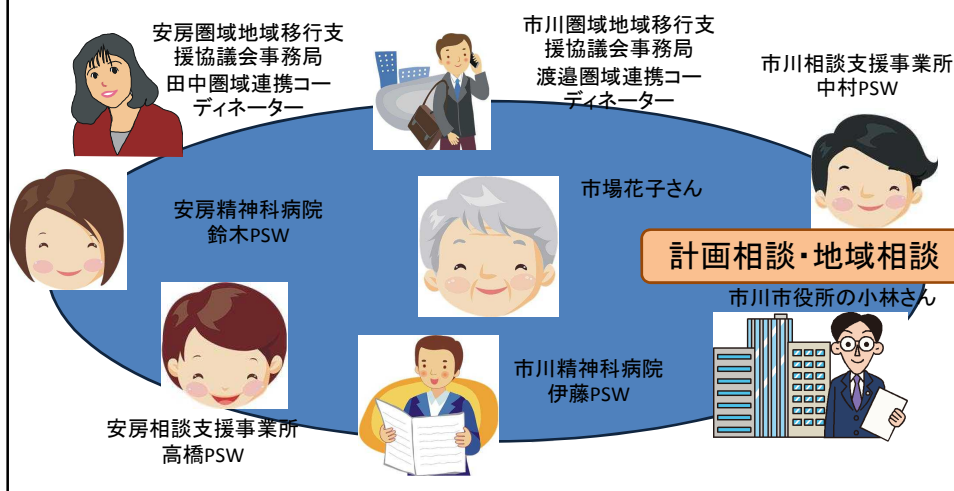 安房圏域地域移行支
援協議会事務局
田中圏域連携コー
ディネーター
市川圏域地域移行支
援協議会事務局
渡邉圏域連携コー
ディネーター
市川相談支援事業所
中村PSW
安房精神科病院
鈴木PSW
市場花子さん
計画相談・地域相談
市川市役所の小林さん
市川精神科病院
伊藤PSW
安房相談支援事業所
高橋PSW